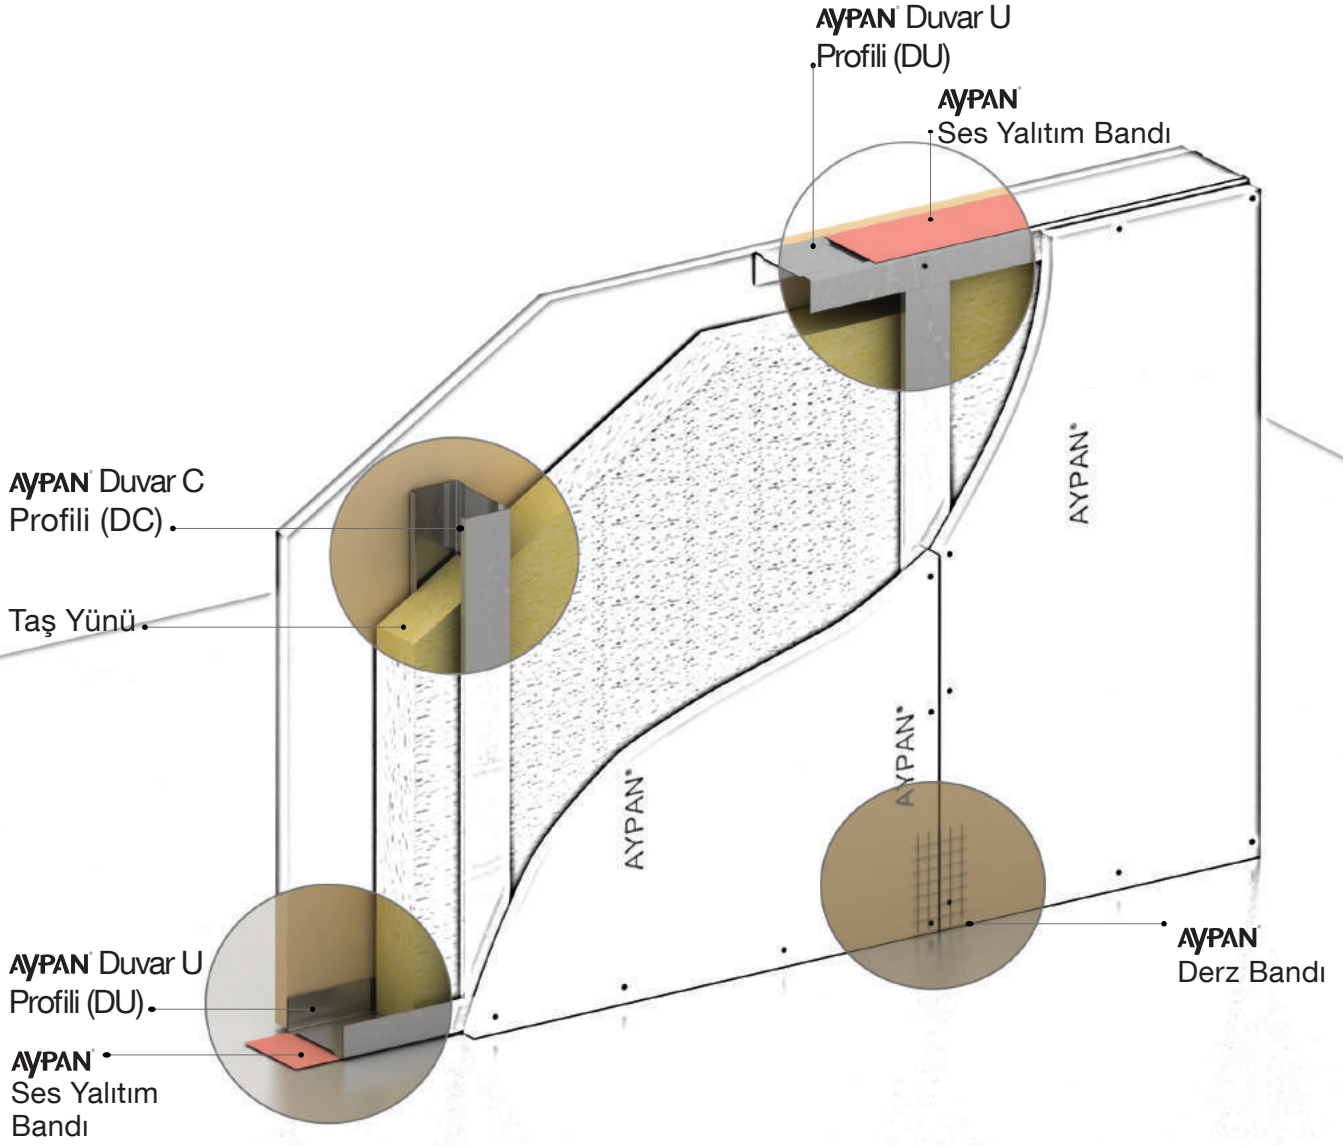 AYPAN® Duvar U
Profili (DU)
AYPAN®
Ses Yalıtım Bandı
AYPAN® Duvar C
Profili (DC)
Taş Yünü
AYPAN®
AYPAN®
AYPAN®
AYPAN® Duvar U
Profili (DU)
AYPAN®
Ses Yalıtım
Bandı
AYPAN®
Derz Bandı